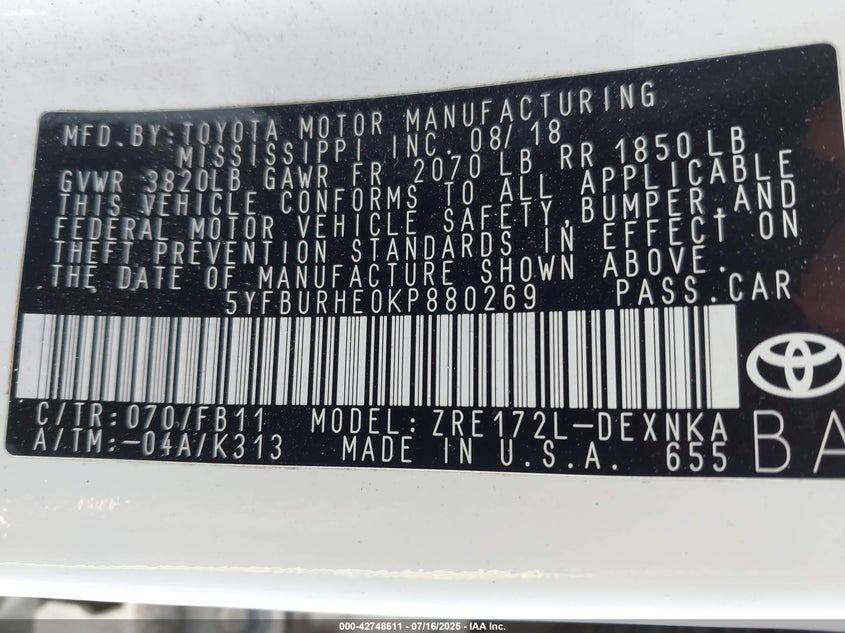 MFD.BY:TOYOTA MOTOR MANUFACTURING
MISSISSIPPI INC. 08/18
GVWR 3820LB GAWR FR 2070 LB RR 1850 LB
THIS VEHICLE CONFORMS TO ALL APPLICABLE
FEDERAL MOTOR VEHICLE SAFETY,BUMPER,AND
THEFT PREVENTION STANDARDS IN EFFECT ON
THE DATE OF MANUFACTURE SHOWN ABOVE.
5YFBURHE0KP880269 PASS.CAR
C/TR:070/FB11 MODEL:ZRE172L-DEXNKA
A/TM:-04A/K313 MADE IN U.S.A. 655
BA
000-42748611 - 07/16/2025 - IAA Inc.